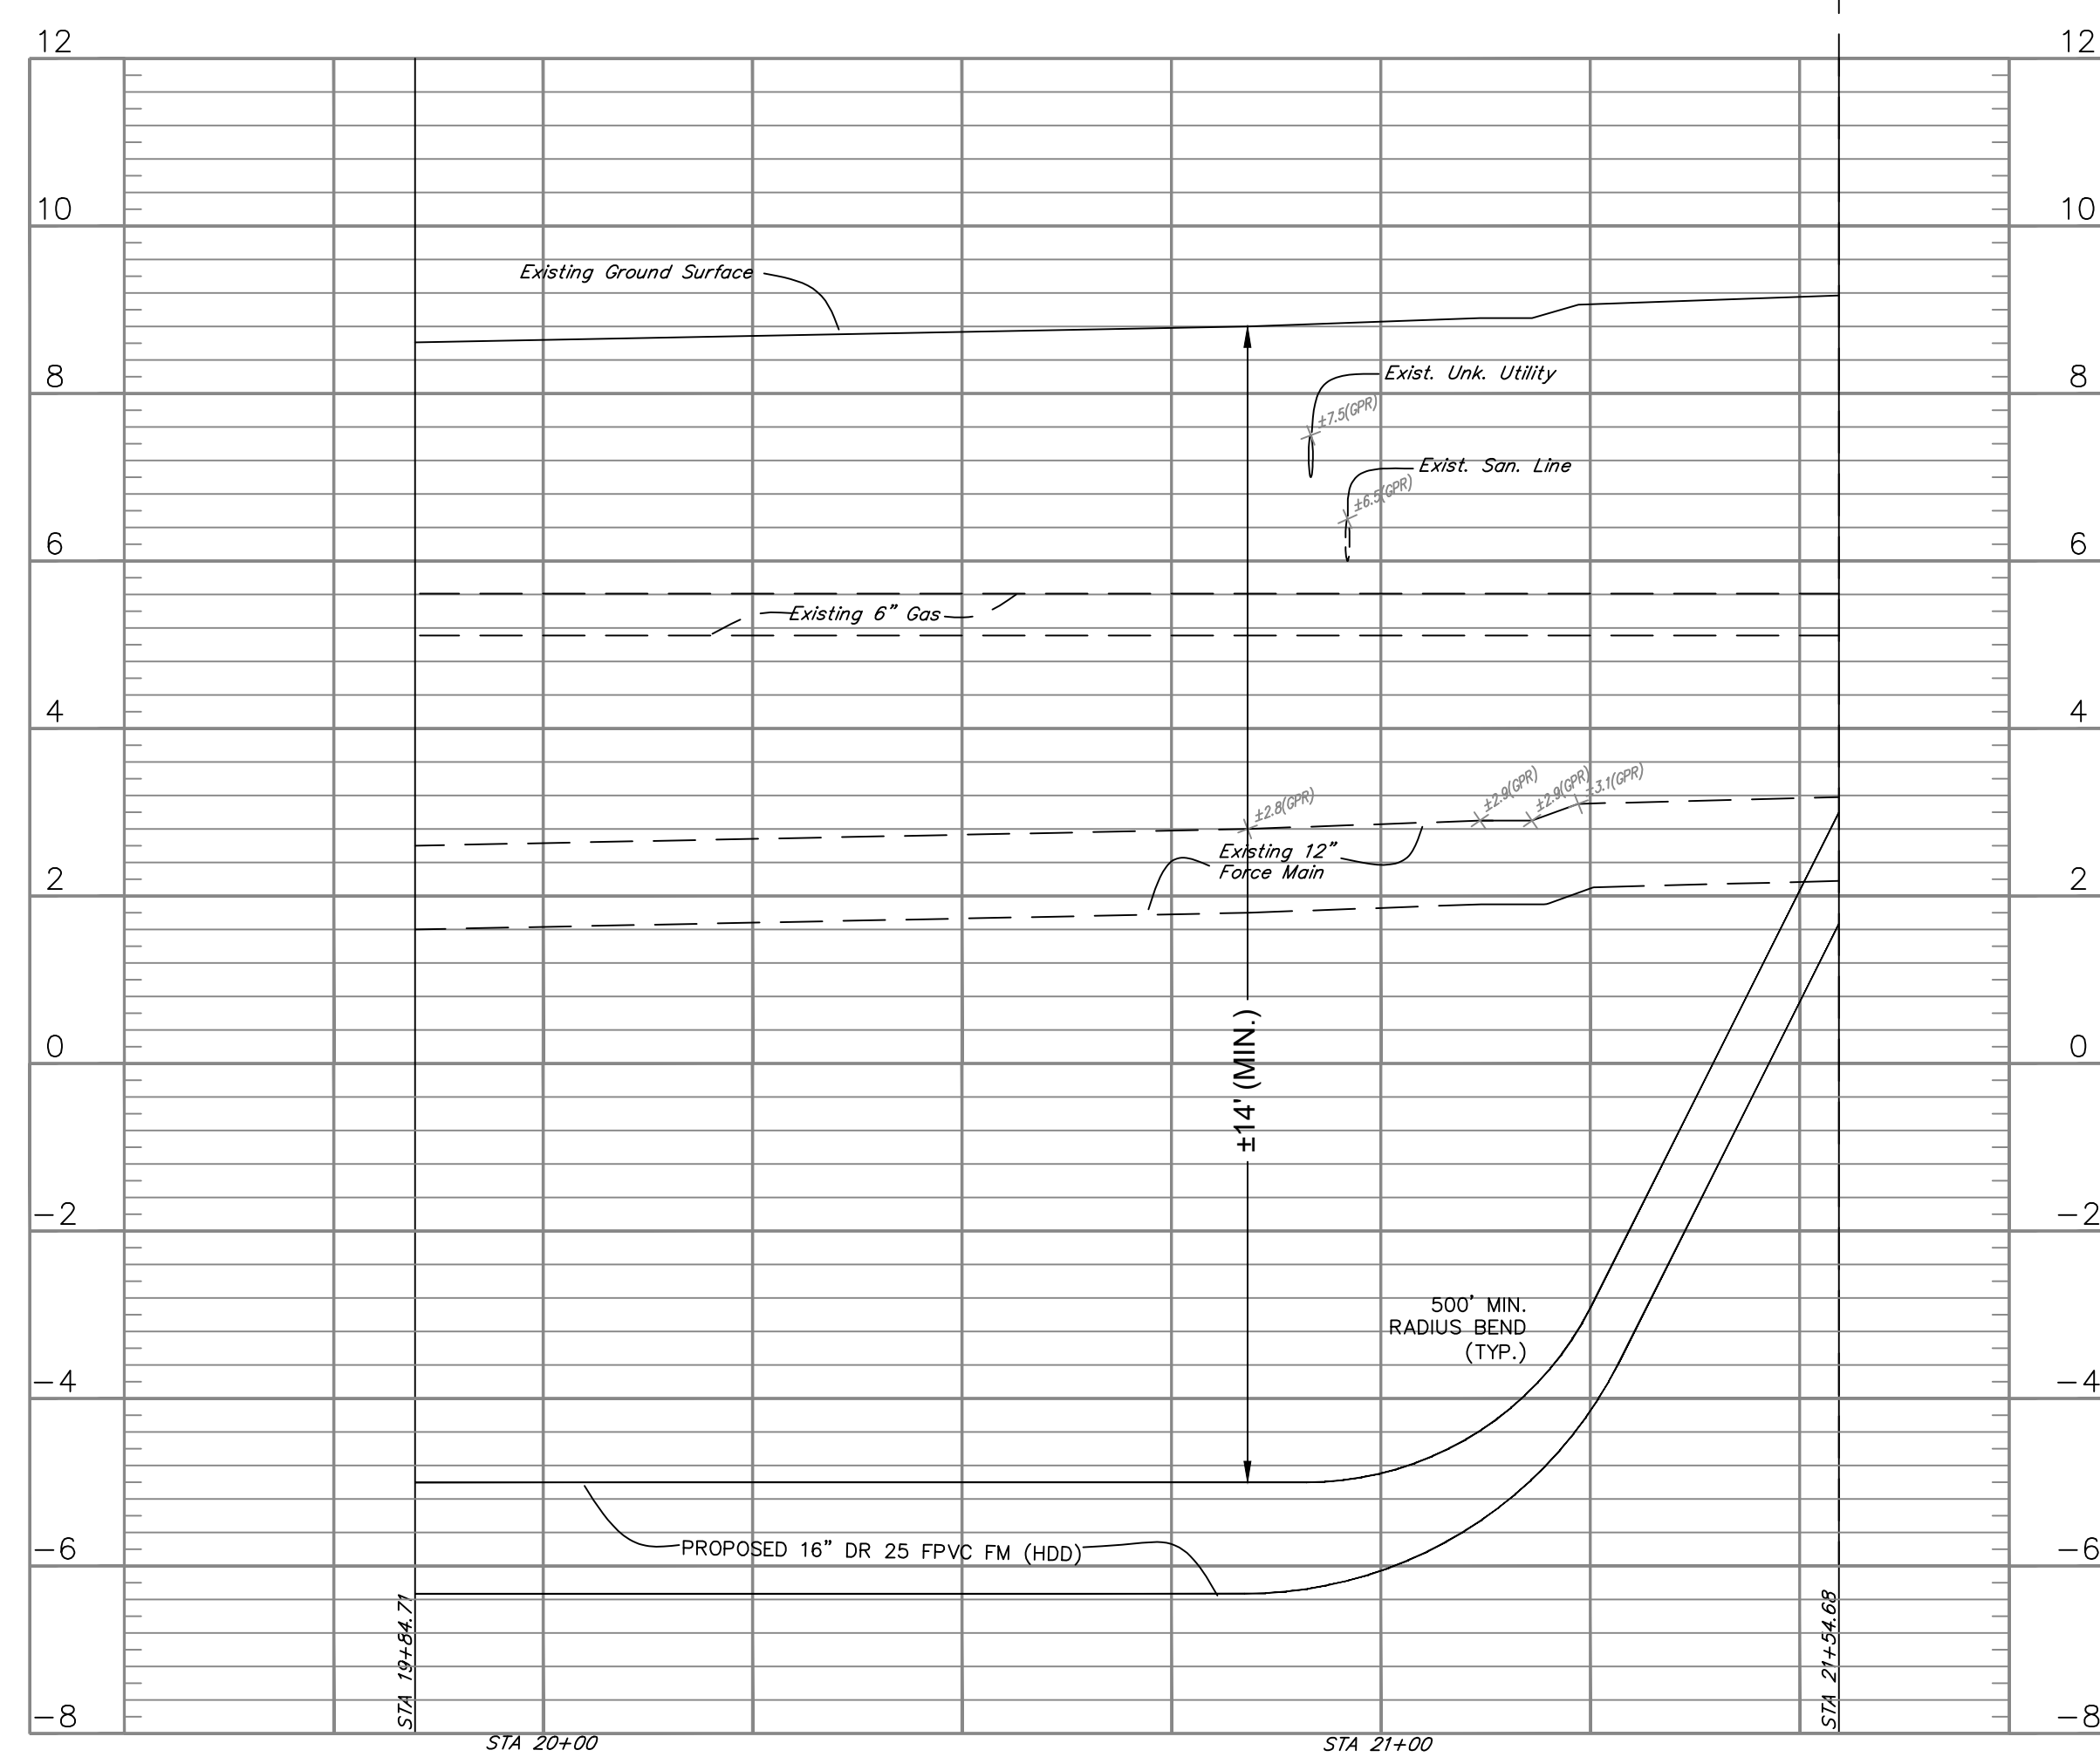 12 12
10 10
Existing Ground Surface
8 Exist. Unk. Utility 8
±7.5(GPR)
Exist. San. Line
±6.5(GPR)
6 6
Existing 6" Gas
4 4
±2.8(GPR) ±2.9(GPR) ±2.9(GPR) ±3.1(GPR)
Existing 12"
Force Main
2 2
0 0
±14' (MIN.)
-2 -2
500' MIN.
RADIUS BEND
(TYP.)
-4 -4
PROPOSED 16" DR 25 FPVC FM (HDD)
-6 -6
STA 19+84.71 STA 21+54.68
-8 -8
STA 20+00 STA 21+00